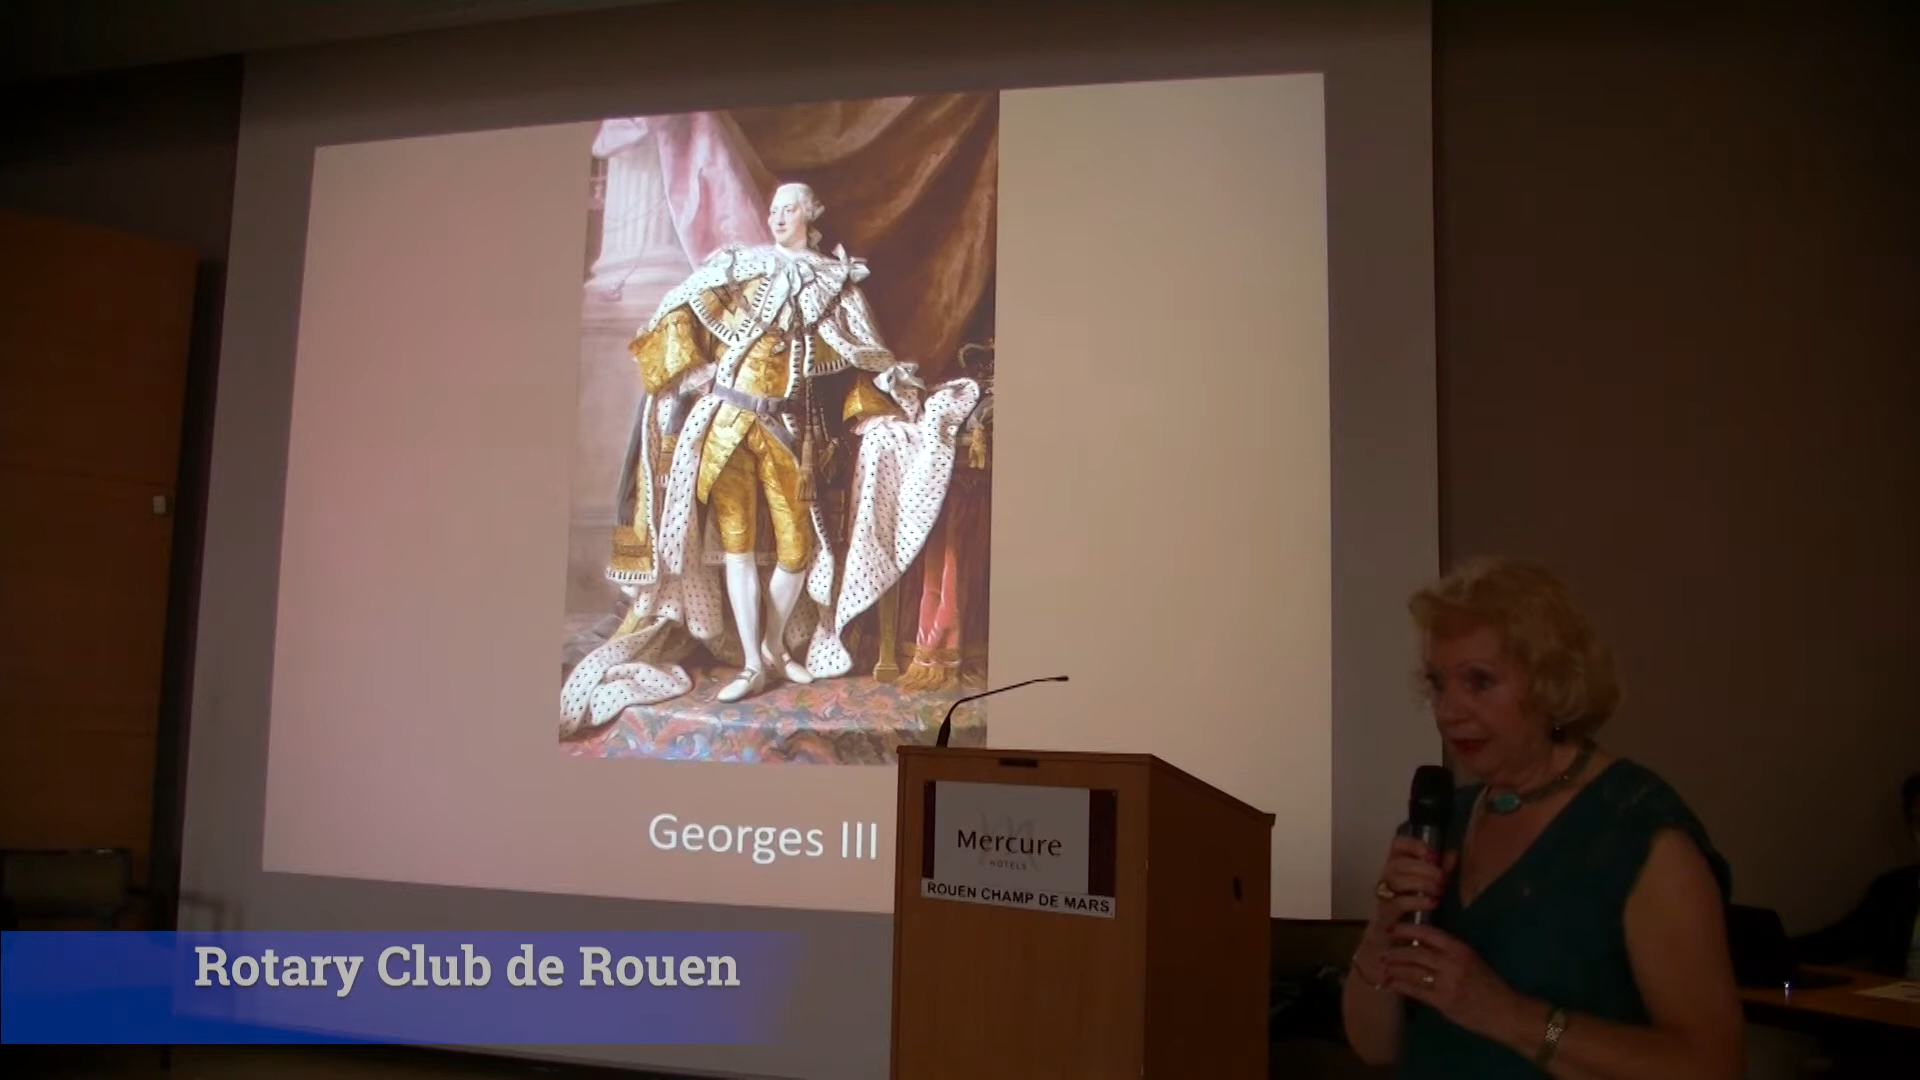 Georges III
Mercure
HOTELS
ROUEN CHAMP DE MARS
Rotary Club de Rouen